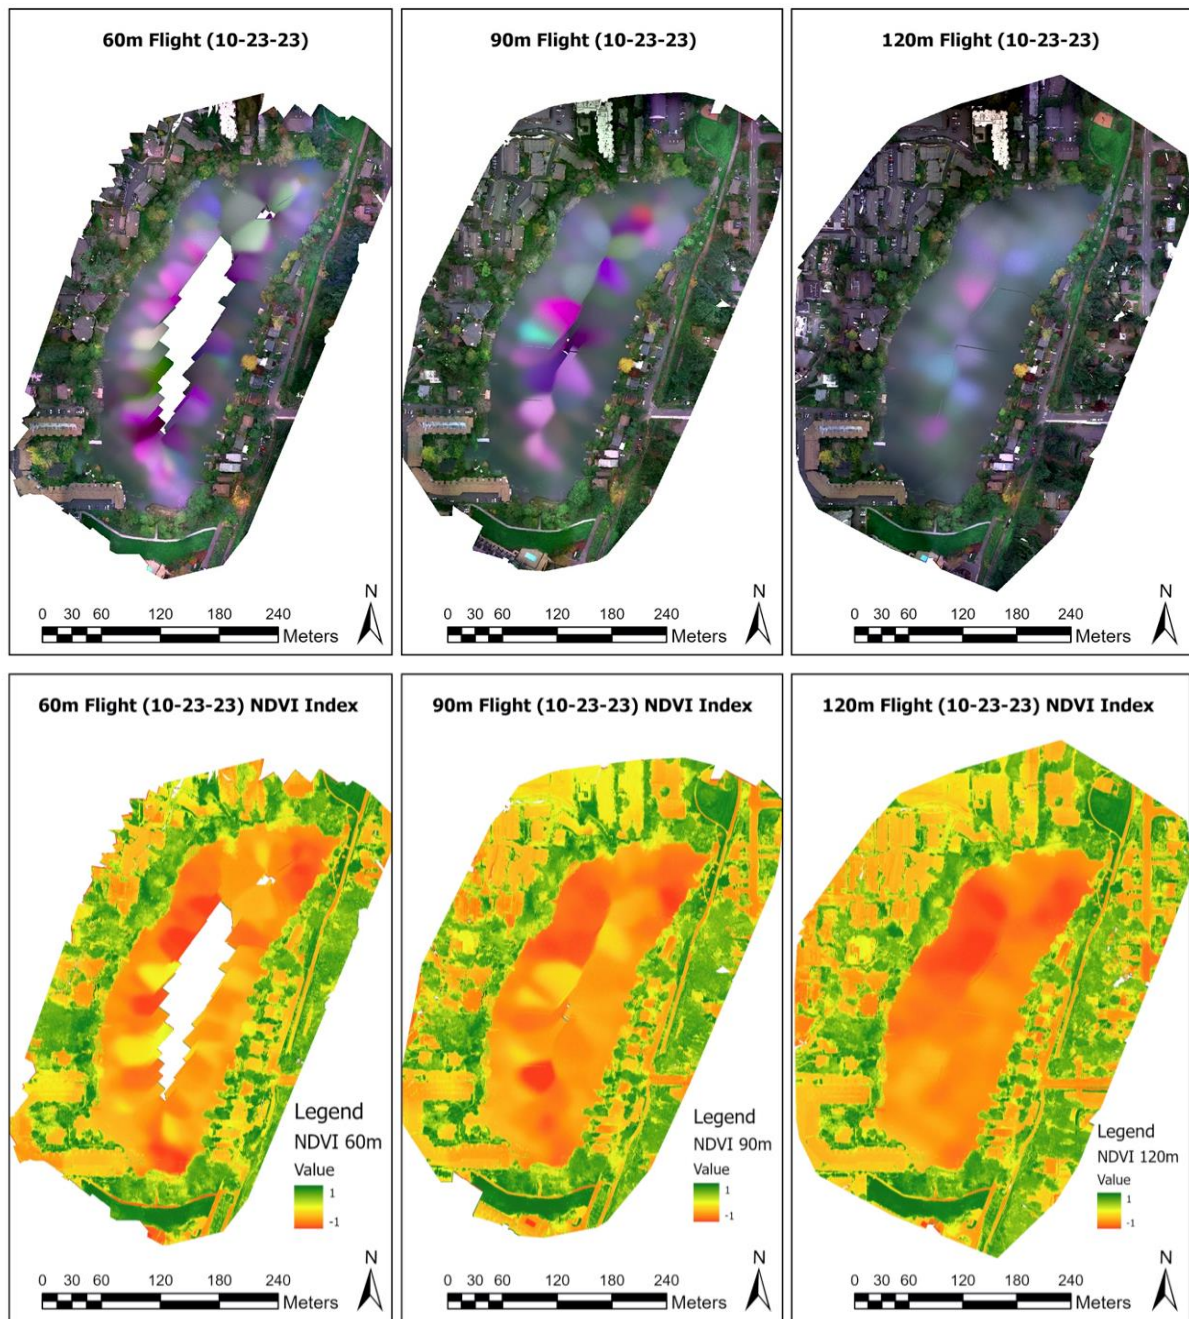 60m Flight (10-23-23)
90m Flight (10-23-23)
120m Flight (10-23-23)
N
0 30 60 120 180 240
Meters
N
0 30 60 120 180 240
Meters
N
0 30 60 120 180 240
Meters
60m Flight (10-23-23) NDVI Index
90m Flight (10-23-23) NDVI Index
120m Flight (10-23-23) NDVI Index
Legend
NDVI 60m
Value
1
-1
Legend
NDVI 90m
Value
1
-1
Legend
NDVI 120m
Value
1
-1
N
0 30 60 120 180 240
Meters
N
0 30 60 120 180 240
Meters
N
0 30 60 120 180 240
Meters